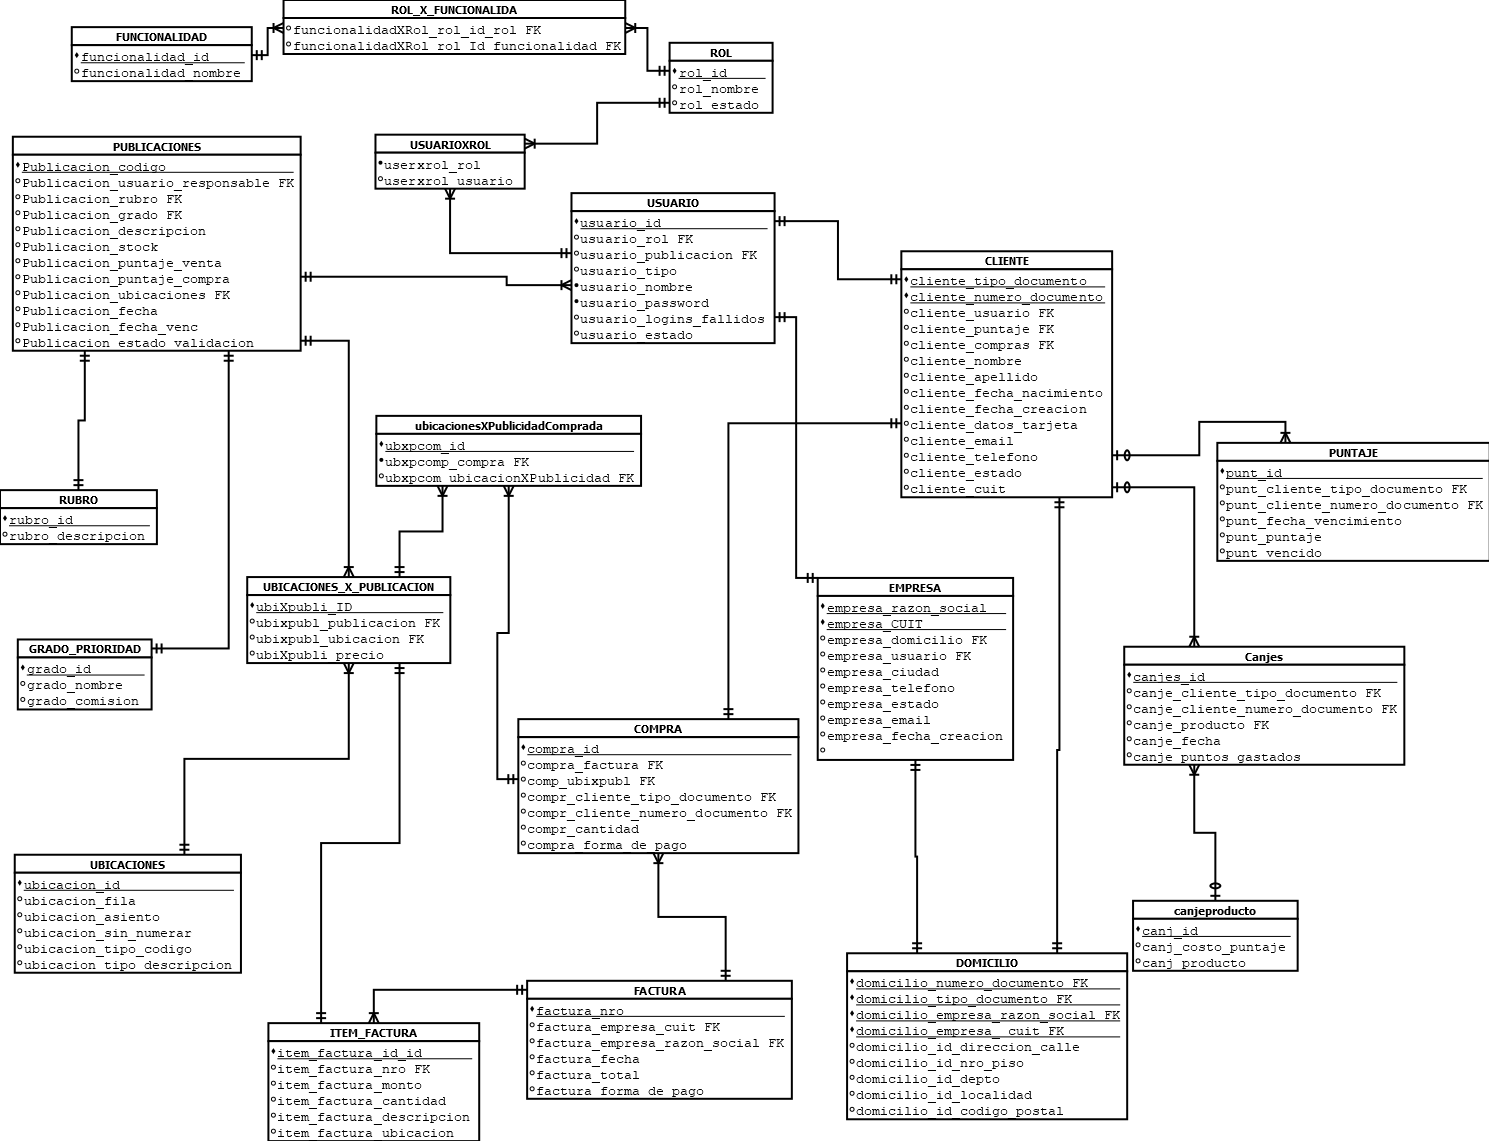 ROL_X_FUNCIONALIDA
funcionalidadXRol_rol_id_rol FK
funcionalidadXRol_rol_Id_funcionalidad FK
FUNCIONALIDAD
funcionalidad_id
funcionalidad_nombre
ROL
rol_id
rol_nombre
rol_estado
PUBLICACIONES
Publicacion_codigo
Publicacion_usuario_responsable FK
Publicacion_rubro FK
Publicacion_grado FK
Publicacion_descripcion
Publicacion_stock
Publicacion_puntaje_venta
Publicacion_puntaje_compra
Publicacion_ubicaciones FK
Publicacion_fecha
Publicacion_fecha_venc
Publicacion_estado_validacion
USUARIOXROL
userxrol_rol
userxrol_usuario
USUARIO
usuario_id
usuario_rol FK
usuario_publicacion FK
usuario_tipo
usuario_nombre
usuario_password
usuario_logins_fallidos
usuario_estado
CLIENTE
cliente_tipo_documento
cliente_numero_documento
cliente_usuario FK
cliente_puntaje FK
cliente_compras FK
cliente_nombre
cliente_apellido
cliente_fecha_nacimiento
cliente_fecha_creacion
cliente_datos_tarjeta
cliente_email
cliente_telefono
cliente_estado
cliente_cuit
ubicacionesXPublicidadComprada
ubxpcom_id
ubxpcomp_compra FK
ubxpcom_ubicacionXPublicidad FK
PUNTAJE
punt_id
punt_cliente_tipo_documento FK
punt_cliente_numero_documento FK
punt_fecha_vencimiento
punt_puntaje
punt_vencido
RUBRO
rubro_id
rubro_descripcion
UBICACIONES_X_PUBLICACION
ubiXpubli_ID
ubixpubl_publicacion FK
ubixpubl_ubicacion FK
ubiXpubli_precio
EMPRESA
empresa_razon_social
empresa_CUIT
empresa_domicilio FK
empresa_usuario FK
empresa_ciudad
empresa_telefono
empresa_estado
empresa_email
empresa_fecha_creacion
GRADO_PRIORIDAD
grado_id
grado_nombre
grado_comision
Canjes
canjes_id
canje_cliente_tipo_documento FK
canje_cliente_numero_documento FK
canje_producto FK
canje_fecha
canje_puntos_gastados
COMPRA
compra_id
compra_factura FK
comp_ubixpubl FK
compr_cliente_tipo_documento FK
compr_cliente_numero_documento FK
compr_cantidad
compra_forma_de_pago
UBICACIONES
ubicacion_id
ubicacion_fila
ubicacion_asiento
ubicacion_sin_numerar
ubicacion_tipo_codigo
ubicacion_tipo_descripcion
canjeproducto
canj_id
canj_costo_puntaje
canj_producto
DOMICILIO
domicilio_numero_documento FK
domicilio_tipo_documento FK
domicilio_empresa_razon_social FK
domicilio_empresa__cuit FK
domicilio_id_direccion_calle
domicilio_id_nro_piso
domicilio_id_depto
domicilio_id_localidad
domicilio_id_codigo_postal
FACTURA
factura_nro
factura_empresa_cuit FK
factura_empresa_razon_social FK
factura_fecha
factura_total
factura_forma_de_pago
ITEM_FACTURA
item_factura_id_id
item_factura_nro FK
item_factura_monto
item_factura_cantidad
item_factura_descripcion
item_factura_ubicacion